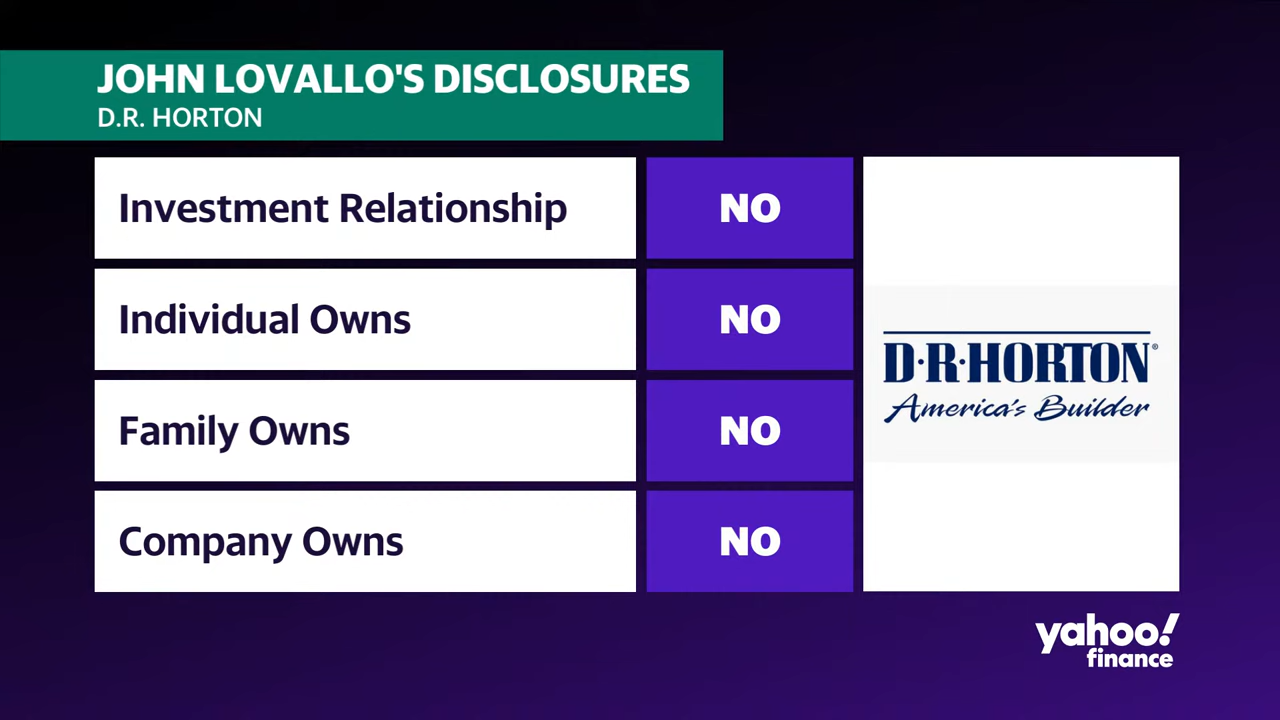 JOHN LOVALLO'S DISCLOSURES
D.R. HORTON
Investment Relationship NO
Individual Owns NO
Family Owns NO
Company Owns NO
D·R·HORTON®
America's Builder
yahoo!
finance